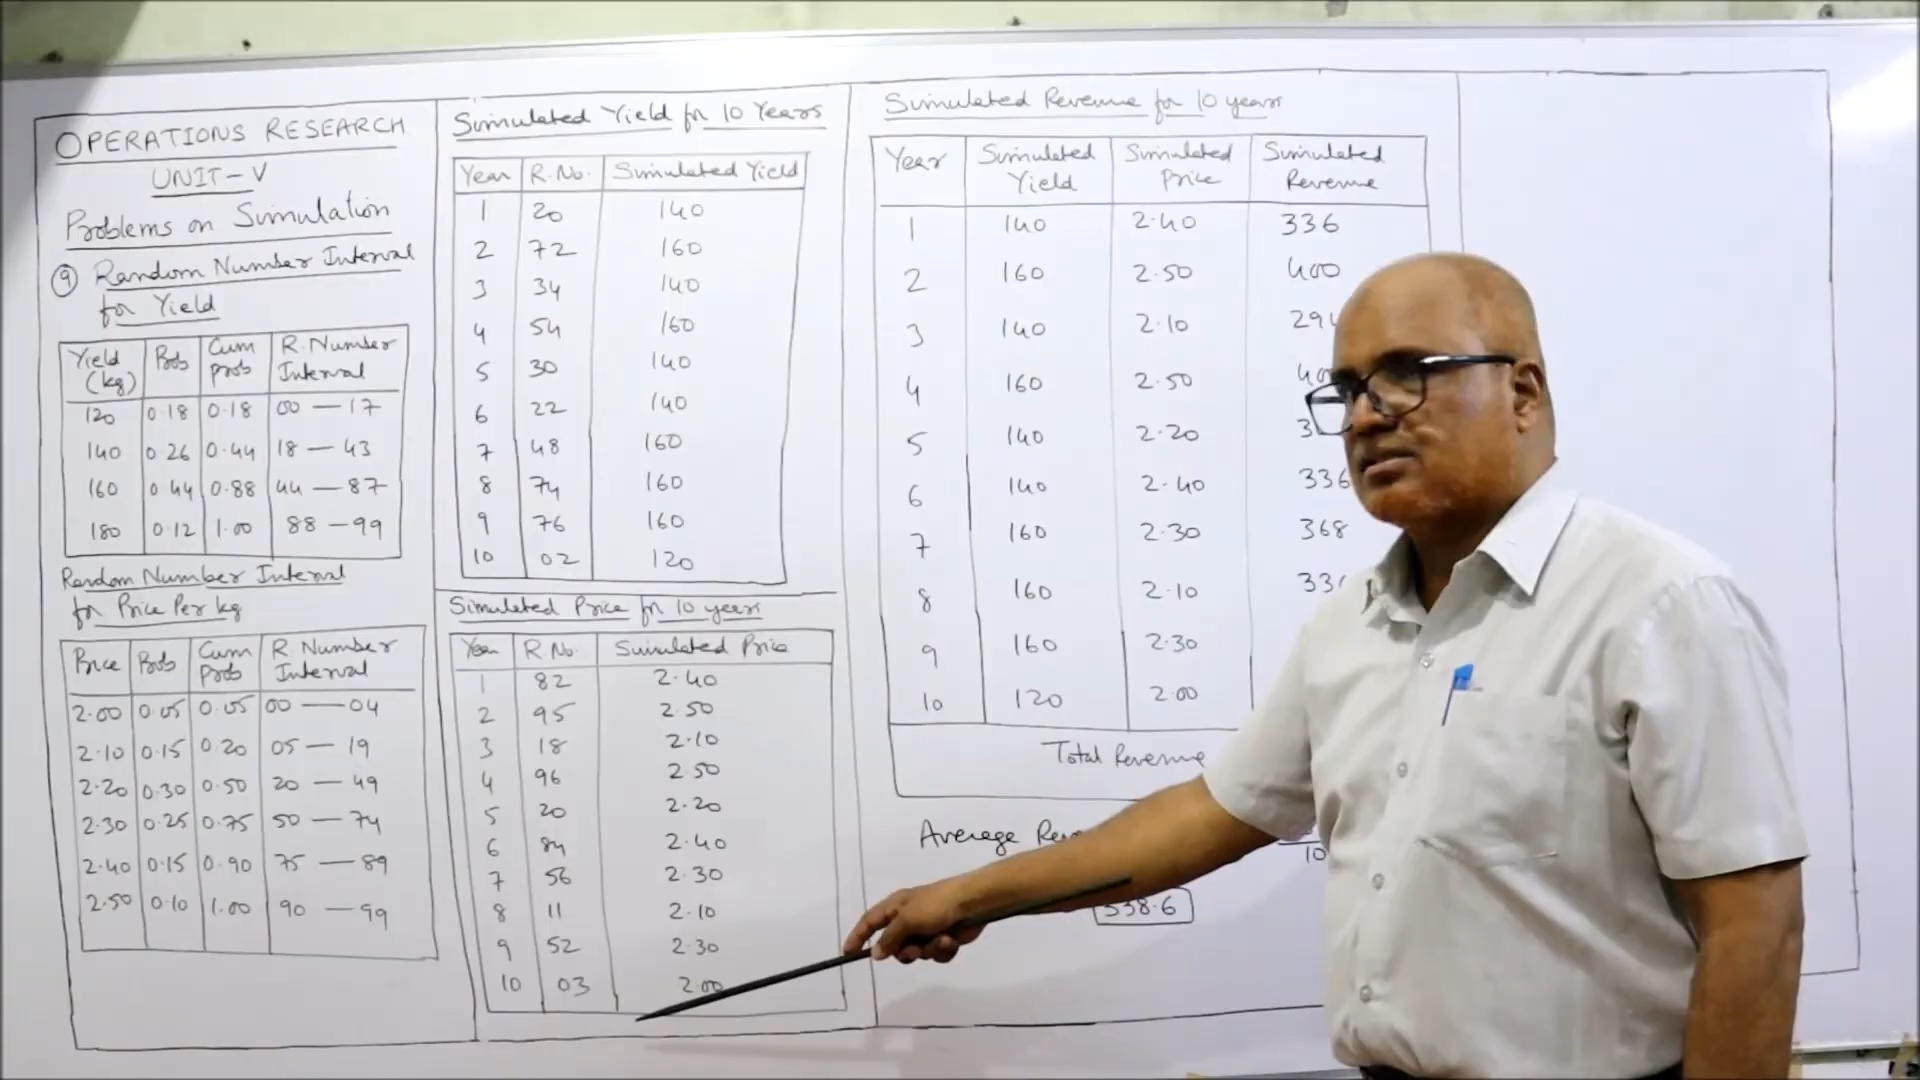 OPERATIONS RESEARCH
UNIT-V
Problems on Simulation
9 Random Number Interval
for Yield
Yield (kg) Prob Cum prob R. Number Interval
120 0.18 0.18 00 — 17
140 0.26 0.44 18 — 43
160 0.44 0.88 44 — 87
180 0.12 1.00 88 — 99
Random Number Interval
for Price Per kg
Price Prob Cum Prob R Number Interval
2.00 0.05 0.05 00 — 04
2.10 0.15 0.20 05 — 19
2.20 0.30 0.50 20 — 49
2.30 0.25 0.75 50 — 74
2.40 0.15 0.90 75 — 89
2.50 0.10 1.00 90 — 99
Simulated Yield for 10 Years
Year R.No. Simulated Yield
1 20 140
2 72 160
3 34 140
4 54 160
5 30 140
6 22 140
7 48 160
8 74 160
9 76 160
10 02 120
Simulated Price for 10 years
Year R No. Simulated Price
1 82 2.40
2 95 2.50
3 18 2.10
4 96 2.50
5 20 2.20
6 84 2.40
7 56 2.30
8 11 2.10
9 52 2.30
10 03 2.00
Simulated Revenue for 10 years
Year Simulated Yield Simulated Price Simulated Revenue
1 140 2.40 336
2 160 2.50 400
3 140 2.10 29
4 160 2.50 40
5 140 2.20 3
6 140 2.40 336
7 160 2.30 368
8 160 2.10 33
9 160 2.30
10 120 2.00
Total Revenue
Average Rev
10
338.6